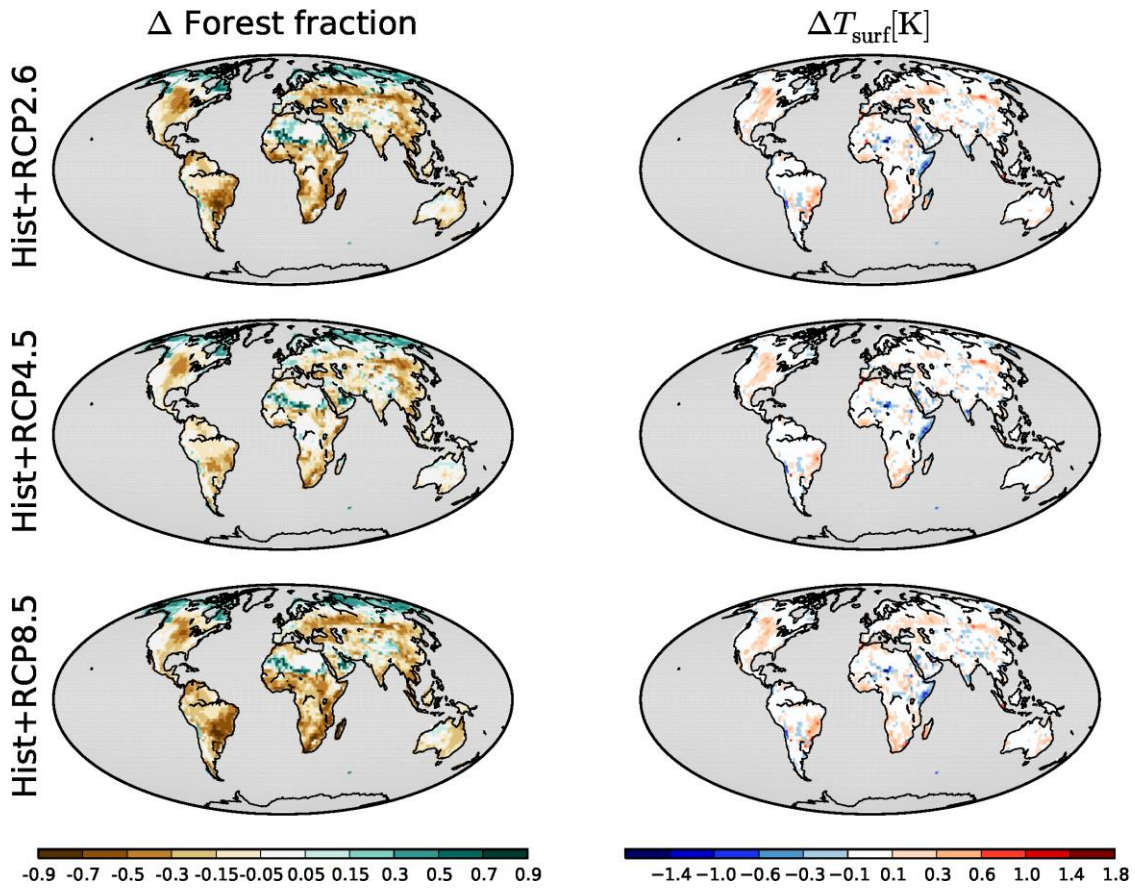 Δ Forest fraction
ΔT_surf[K]
Hist+RCP2.6
Hist+RCP4.5
Hist+RCP8.5
-0.9 -0.7 -0.5 -0.3 -0.15-0.05 0.05 0.15 0.3 0.5 0.7 0.9
−1.4−1.0−0.6−0.3−0.1 0.1 0.3 0.6 1.0 1.4 1.8